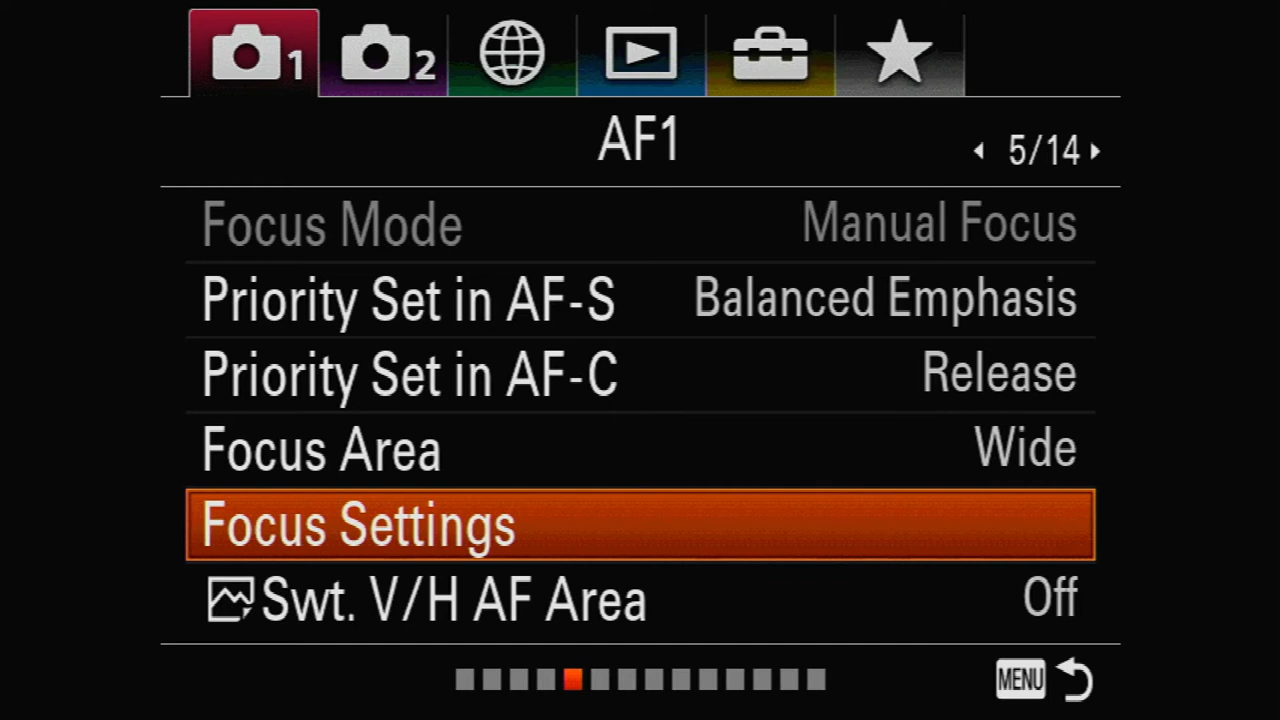 1 2
AF1
5/14
Focus Mode Manual Focus
Priority Set in AF-S Balanced Emphasis
Priority Set in AF-C Release
Focus Area Wide
Focus Settings
Swt. V/H AF Area Off
MENU